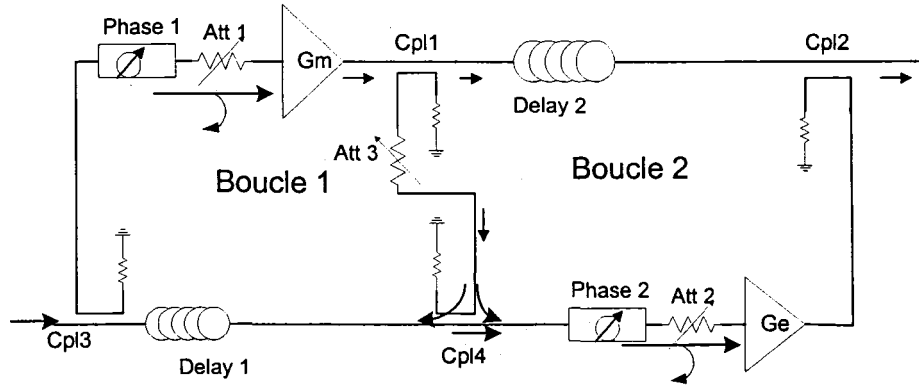 Phase 1
Att 1
Gm
Cpl1
Cpl2
Delay 2
Att 3
Boucle 1
Boucle 2
Phase 2
Att 2
Ge
Cpl3
Delay 1
Cpl4